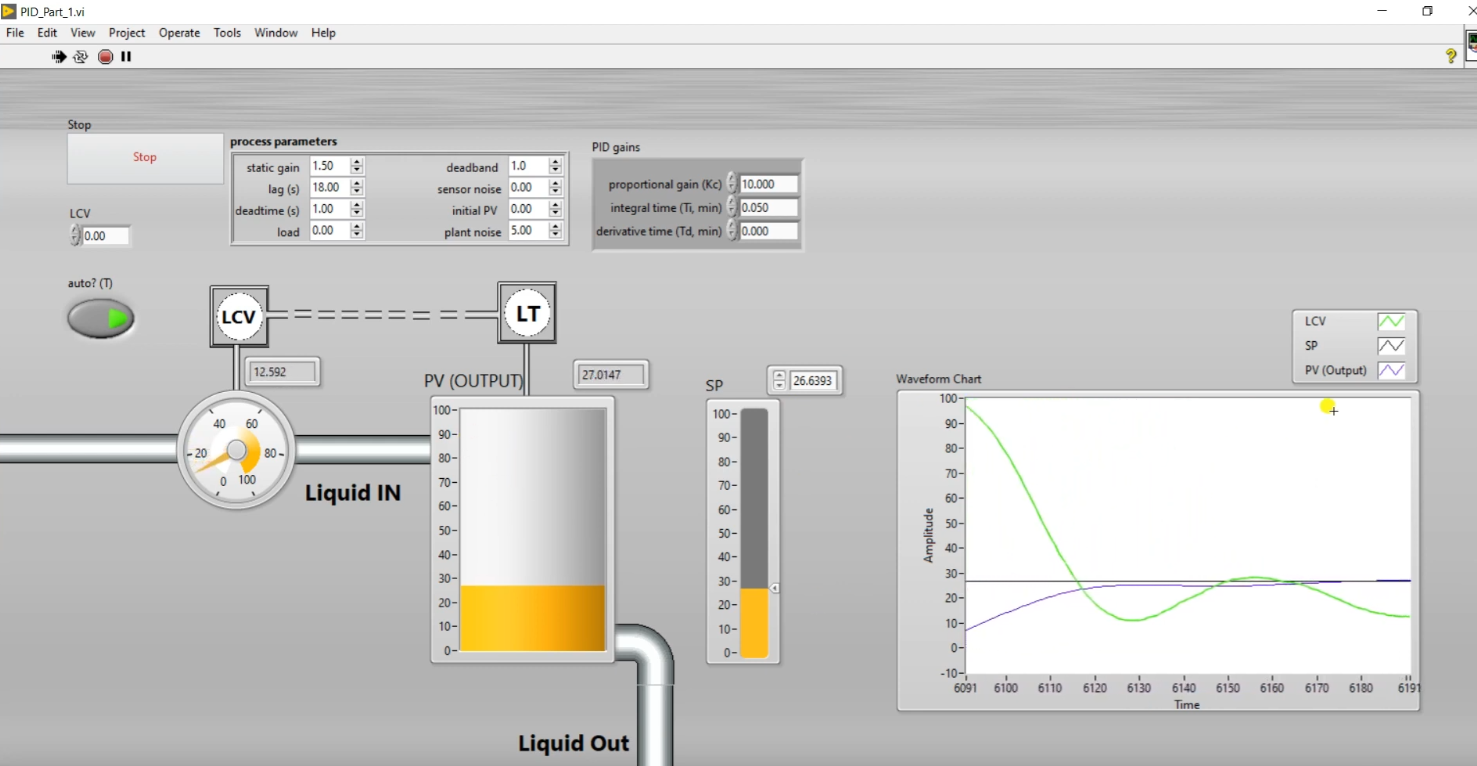 PID_Part_1.vi
File Edit View Project Operate Tools Window Help
?
Stop
Stop
process parameters
static gain 1.50 deadband 1.0
lag (s) 18.00 sensor noise 0.00
deadtime (s) 1.00 initial PV 0.00
load 0.00 plant noise 5.00
PID gains
proportional gain (Kc) 10.000
integral time (Ti, min) 0.050
derivative time (Td, min) 0.000
LCV
0.00
auto? (T)
LCV
LT
12.592
PV (OUTPUT)
27.0147
SP
26.6393
40 60
20 80
0 100
Liquid IN
100
90
80
70
60
50
40
30
20
10
0
100
90
80
70
60
50
40
30
20
10
0
Liquid Out
LCV
SP
PV (Output)
Waveform Chart
Amplitude
100
90
80
70
60
50
40
30
20
10
0
-10
6091 6100 6110 6120 6130 6140 6150 6160 6170 6180 6191
Time